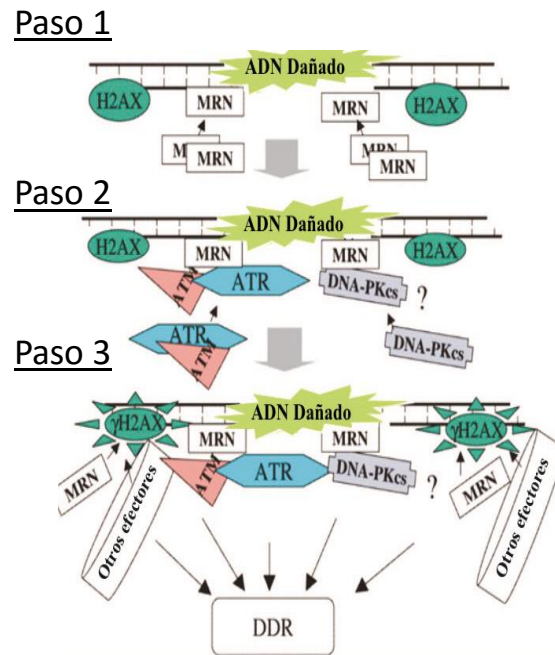 Paso 1
ADN Dañado
H2AX
MRN
MRN
H2AX
MRN
MRN
MRN
MRN
Paso 2
ADN Dañado
H2AX
MRN
MRN
H2AX
ATM
ATR
DNA-PKcs
?
ATR
ATM
DNA-PKcs
Paso 3
ADN Dañado
γH2AX
MRN
MRN
γH2AX
ATM
ATR
DNA-PKcs
?
MRN
Otros efectores
MRN
Otros efectores
DDR